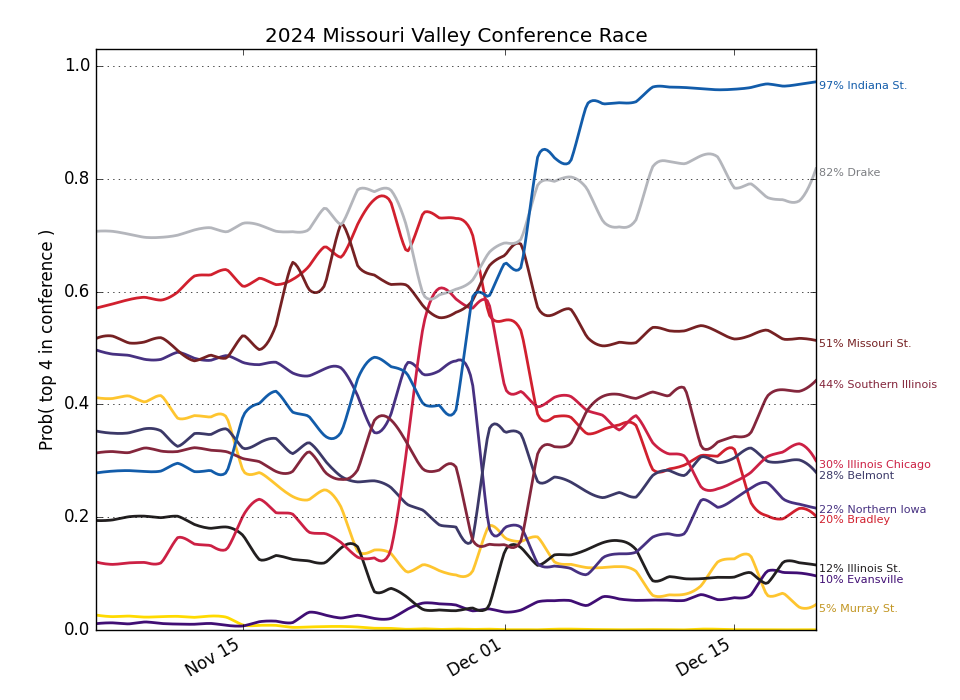 2024 Missouri Valley Conference Race
Prob( top 4 in conference )
1.0
0.8
0.6
0.4
0.2
0.0
Nov 15
Dec 01
Dec 15
97% Indiana St.
82% Drake
51% Missouri St.
44% Southern Illinois
30% Illinois Chicago
28% Belmont
22% Northern Iowa
20% Bradley
12% Illinois St.
10% Evansville
5% Murray St.